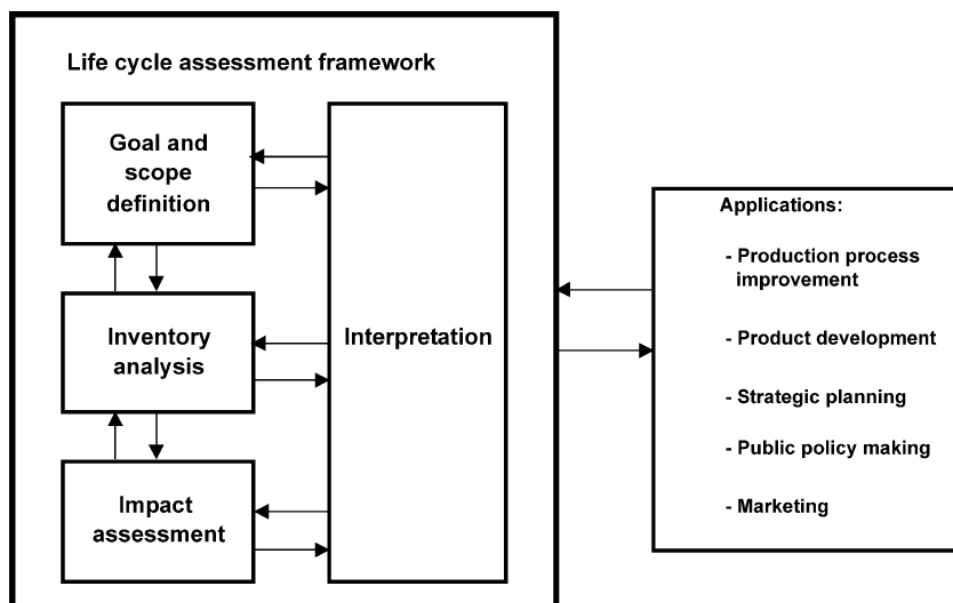 Life cycle assessment framework
Goal and
scope
definition
Inventory
analysis
Impact
assessment
Interpretation
Applications:
- Production process
improvement
- Product development
- Strategic planning
- Public policy making
- Marketing